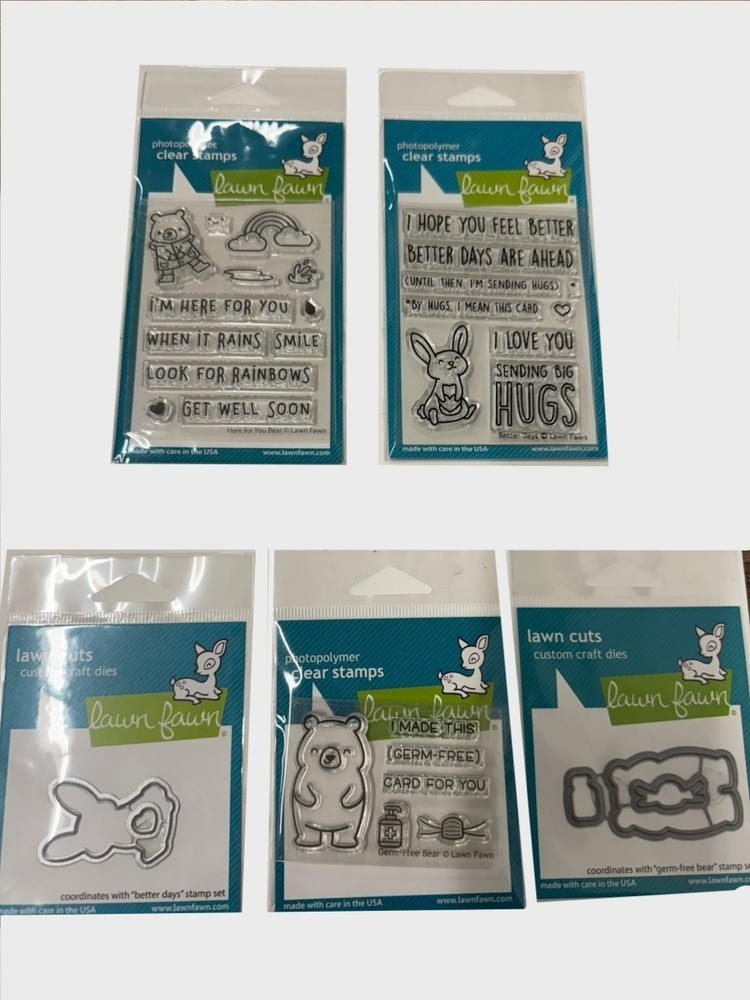 photopolymer
clear stamps
lawn fawn
I'M HERE FOR YOU
WHEN IT RAINS
SMILE
LOOK FOR RAINBOWS
GET WELL SOON
Here for You Bear © Lawn Fawn
made with care in the USA
www.lawnfawn.com
photopolymer
clear stamps
lawn fawn
I HOPE YOU FEEL BETTER
BETTER DAYS ARE AHEAD
(UNTIL THEN, I'M SENDING HUGS)
*BY HUGS, I MEAN THIS CARD
I LOVE YOU
SENDING BIG
HUGS
Better Days © Lawn Fawn
made with care in the USA
www.lawnfawn.com
lawn cuts
custom craft dies
lawn fawn
coordinates with "better days" stamp set
made with care in the USA
www.lawnfawn.com
photopolymer
clear stamps
lawn fawn
I MADE THIS
(GERM-FREE)
CARD FOR YOU
Germ-Free Bear © Lawn Fawn
made with care in the USA
www.lawnfawn.com
lawn cuts
custom craft dies
lawn fawn
coordinates with "germ-free bear" stamp se
made with care in the USA
www.lawnfawn.co